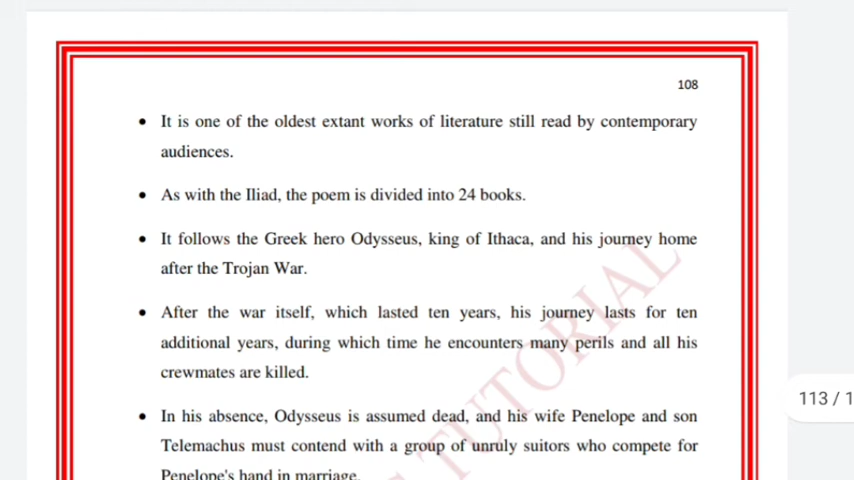 108
• It is one of the oldest extant works of literature still read by contemporary
audiences.
• As with the Iliad, the poem is divided into 24 books.
• It follows the Greek hero Odysseus, king of Ithaca, and his journey home
after the Trojan War.
• After the war itself, which lasted ten years, his journey lasts for ten
additional years, during which time he encounters many perils and all his
crewmates are killed.
113 / 1
• In his absence, Odysseus is assumed dead, and his wife Penelope and son
Telemachus must contend with a group of unruly suitors who compete for
Penelope's hand in marriage.
TUTORIAL